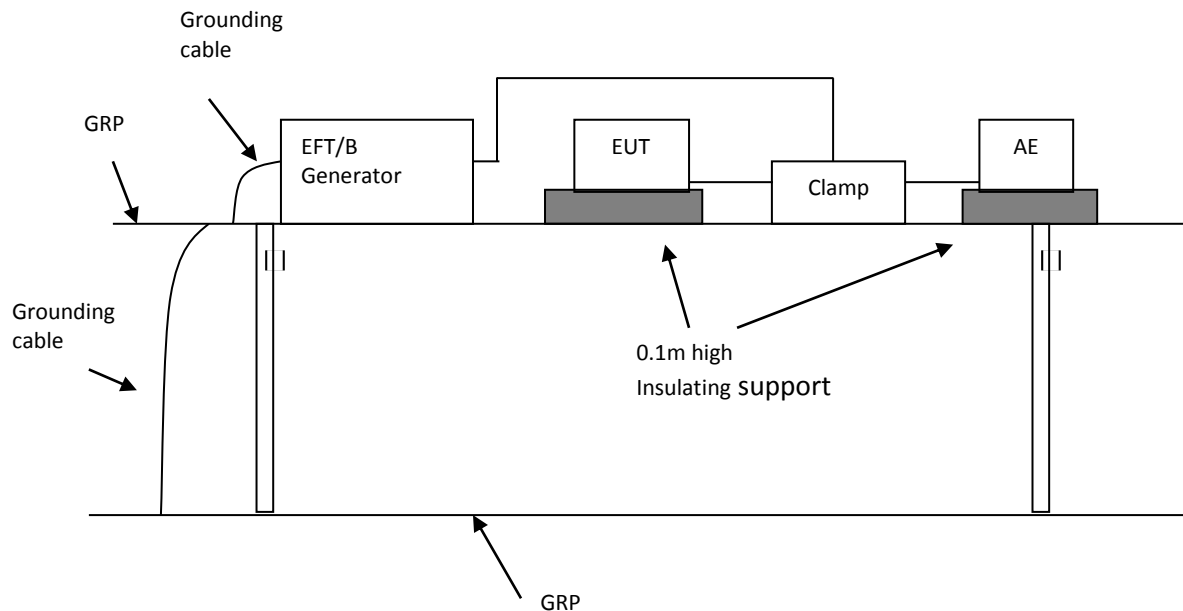 Grounding
cable
GRP
EFT/B
Generator
EUT
Clamp
AE
Grounding
cable
0.1m high
Insulating support
GRP